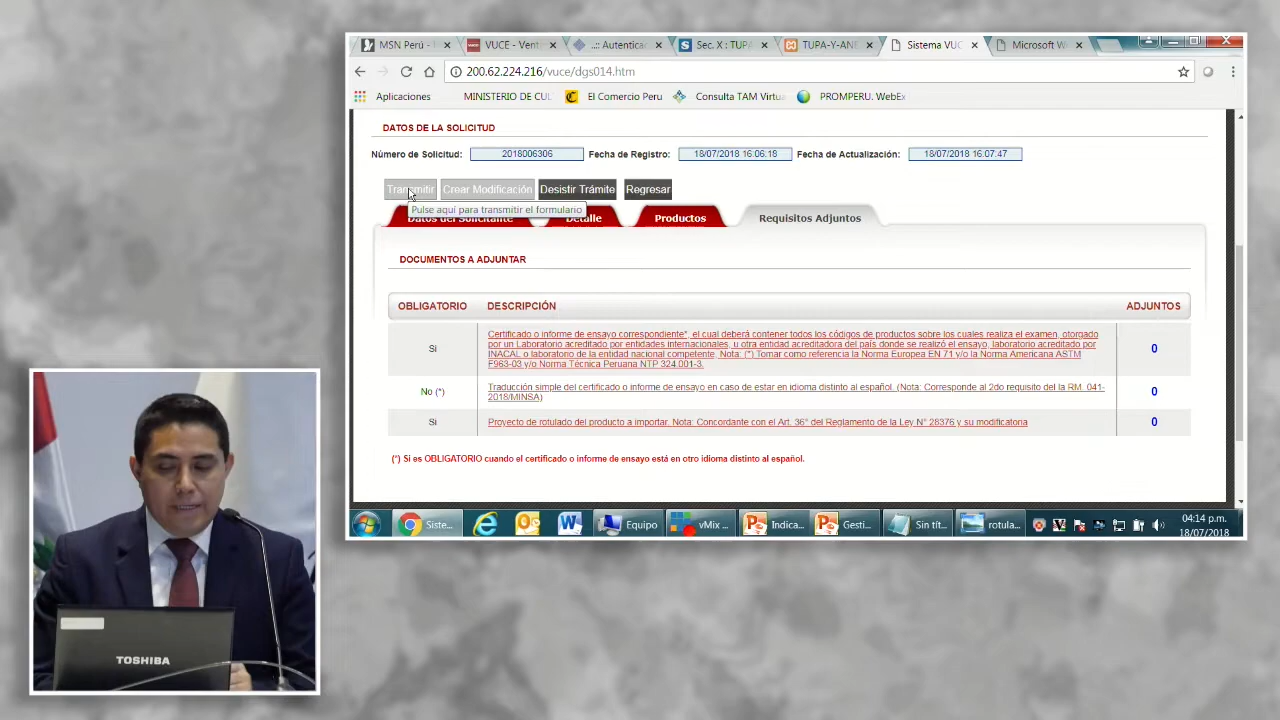 MSN Perú - 
VUCE - Vent
..:: Autentica
Sec. X : TUPA
TUPA-Y-ANE
Sistema VUC
Microsoft W
200.62.224.216/vuce/dgs014.htm
Aplicaciones
MINISTERIO DE CUL
El Comercio Peru
Consulta TAM Virtu
PROMPERU. WebEx
DATOS DE LA SOLICITUD
Número de Solicitud: 2018006306 Fecha de Registro: 18/07/2018 16:06:18 Fecha de Actualización: 18/07/2018 16:07:47
Transmitir Crear Modificación Desistir Trámite Regresar
Pulse aquí para transmitir el formulario
Datos del Solicitante Detalle Productos Requisitos Adjuntos
DOCUMENTOS A ADJUNTAR
OBLIGATORIO DESCRIPCIÓN ADJUNTOS
Si
Certificado o informe de ensayo correspondiente*, el cual deberá contener todos los códigos de productos sobre los cuales realiza el examen, otorgado
por un Laboratorio acreditado por entidades internacionales, u otra entidad acreditadora del país donde se realizó el ensayo, laboratorio acreditado por
INACAL o laboratorio de la entidad nacional competente, Nota: (*) Tomar como referencia la Norma Europea EN 71 y/o la Norma Americana ASTM
F963-03 y/o Norma Técnica Peruana NTP 324.001-3.
0
No (*)
Traducción simple del certificado o informe de ensayo en caso de estar en idioma distinto al español. (Nota: Corresponde al 2do requisito del la RM. 041-
2018/MINSA)
0
Si
Proyecto de rotulado del producto a importar. Nota: Concordante con el Art. 36° del Reglamento de la Ley N° 28376 y su modificatoria
0
(*) Si es OBLIGATORIO cuando el certificado o informe de ensayo está en otro idioma distinto al español.
Siste...
Equipo
vMix ...
Indica...
Gesti...
Sin tít...
rotula...
04:14 p.m.
18/07/2018
TOSHIBA